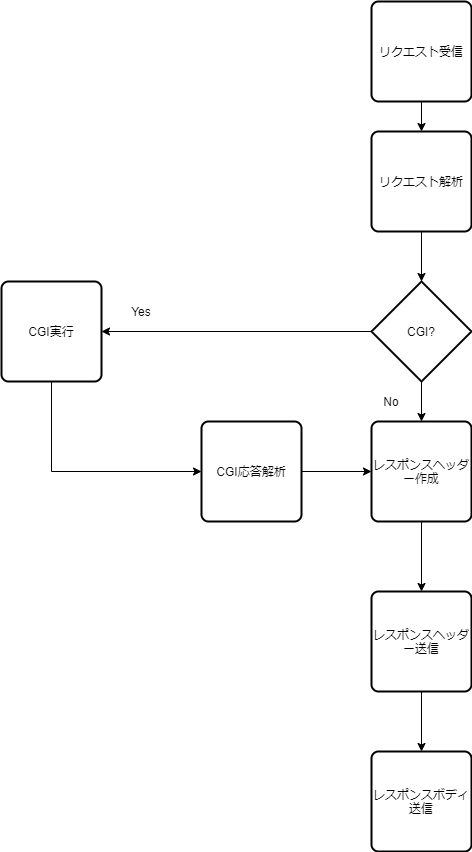 リクエスト受信
リクエスト解析
CGI?
Yes
CGI実行
No
CGI応答解析
レスポンスヘッダ
ー作成
レスポンスヘッダ
ー送信
レスポンスボディ
送信